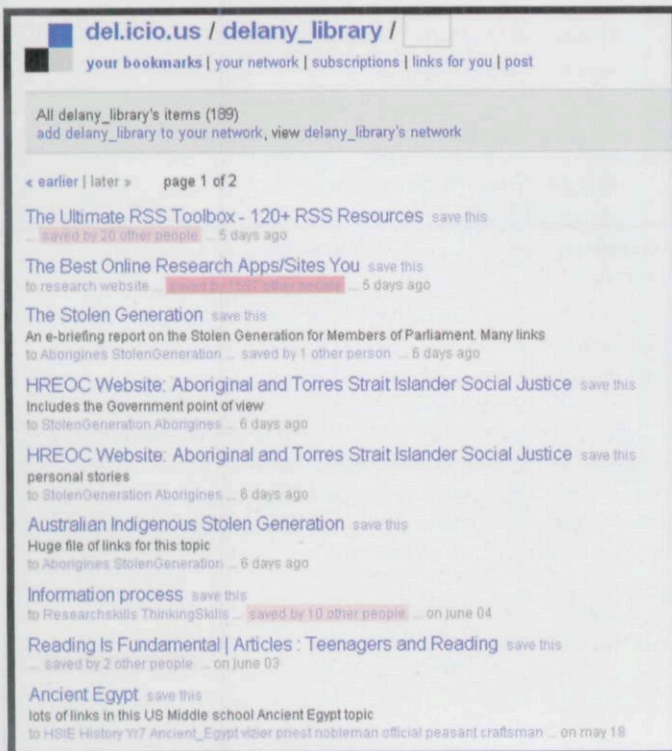 del.icio.us / delany_library /
your bookmarks | your network | subscriptions | links for you | post
All delany_library's items (189)
add delany_library to your network, view delany_library's network
« earlier | later » page 1 of 2
The Ultimate RSS Toolbox - 120+ RSS Resources save this
... saved by 20 other people ... 5 days ago
The Best Online Research Apps/Sites You save this
to research website ... saved by other people ... 5 days ago
The Stolen Generation save this
An e-briefing report on the Stolen Generation for Members of Parliament. Many links
to Aborigines StolenGeneration ... saved by 1 other person ... 6 days ago
HREOC Website: Aboriginal and Torres Strait Islander Social Justice save this
Includes the Government point of view
to StolenGeneration Aborigines ... 6 days ago
HREOC Website: Aboriginal and Torres Strait Islander Social Justice save this
personal stories
to StolenGeneration Aborigines ... 6 days ago
Australian Indigenous Stolen Generation save this
Huge file of links for this topic
to Aborigines StolenGeneration ... 6 days ago
Information process save this
to Researchskills ThinkingSkills ... saved by 10 other people ... on june 04
Reading Is Fundamental | Articles : Teenagers and Reading save this
... saved by 2 other people ... on june 03
Ancient Egypt save this
lots of links in this US Middle school Ancient Egypt topic
to HSIE History Yr7 Ancient_Egypt vizier priest nobleman official peasant craftsman ... on may 18